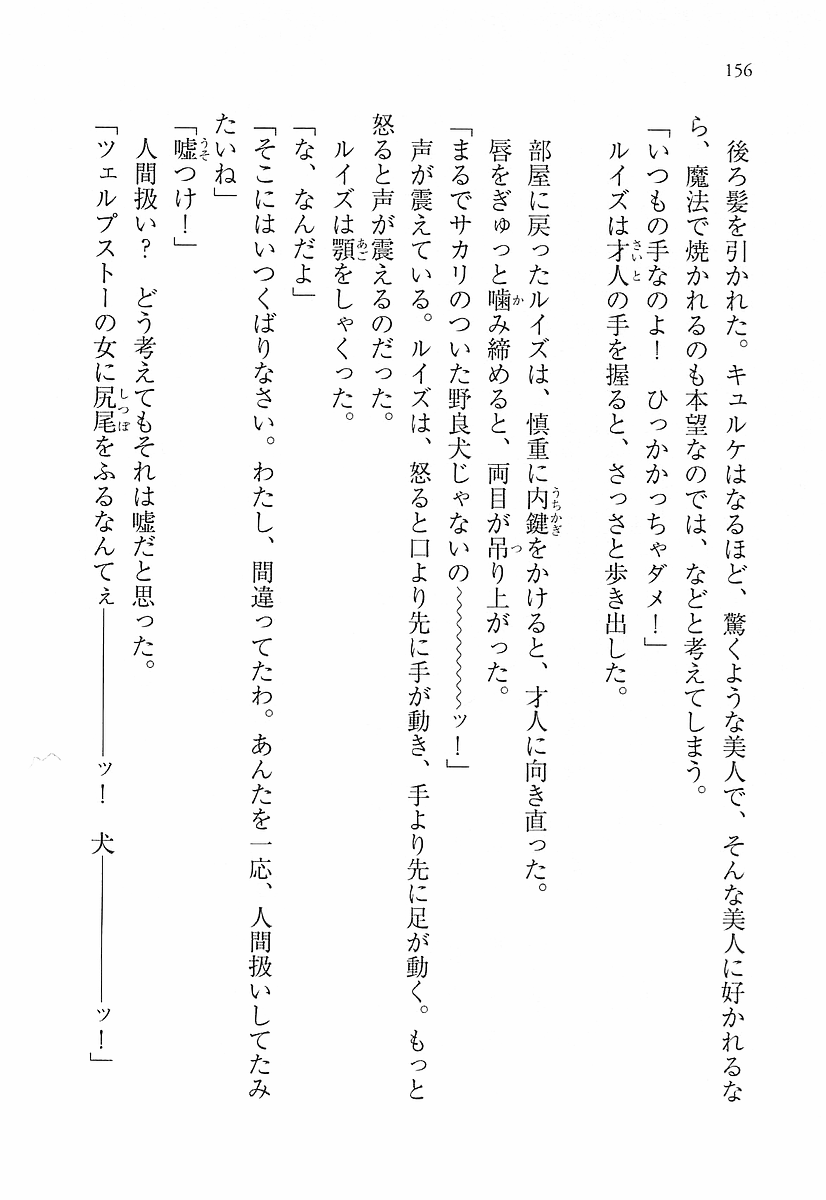 156
後ろ髪を引かれた。キュルケはなるほど、驚くような美人で、そんな美人に好かれるな
ら、魔法で焼かれるのも本望なのでは、などと考えてしまう。
「いつもの手なのよ！　ひっかかっちゃダメ！」
ルイズは才人の手を握ると、さっさと歩き出した。
部屋に戻ったルイズは、慎重に内鍵をかけると、才人に向き直った。
唇をぎゅっと噛み締めると、両目が吊り上がった。
「まるでサカリのついた野良犬じゃないの〜〜〜〜〜〜ッ！」
声が震えている。ルイズは、怒ると口より先に手が動き、手より先に足が動く。もっと
怒ると声が震えるのだった。
ルイズは顎をしゃくった。
「な、なんだよ」
「そこにはいつくばりなさい。わたし、間違ってたわ。あんたを一応、人間扱いしてたみ
たいね」
「嘘つけ！」
人間扱い？　どう考えてもそれは嘘だと思った。
「ツェルプストーの女に尻尾をふるなんてぇ――――――ッ！　犬――――――ッ！」